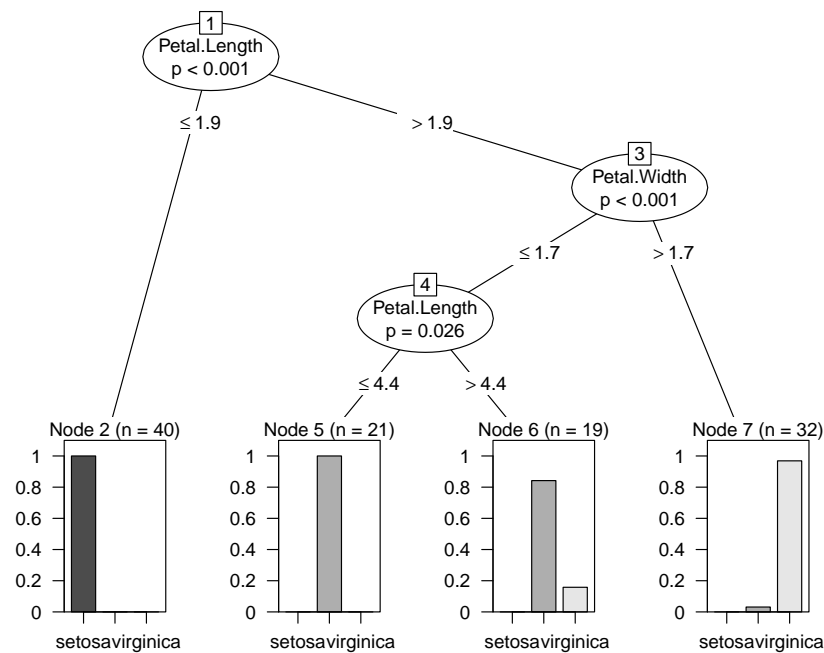 1
Petal.Length
p < 0.001
≤ 1.9
> 1.9
3
Petal.Width
p < 0.001
≤ 1.7
> 1.7
4
Petal.Length
p = 0.026
≤ 4.4
> 4.4
Node 2 (n = 40)
1
0.8
0.6
0.4
0.2
0
setosavirginica
Node 5 (n = 21)
1
0.8
0.6
0.4
0.2
0
setosavirginica
Node 6 (n = 19)
1
0.8
0.6
0.4
0.2
0
setosavirginica
Node 7 (n = 32)
1
0.8
0.6
0.4
0.2
0
setosavirginica